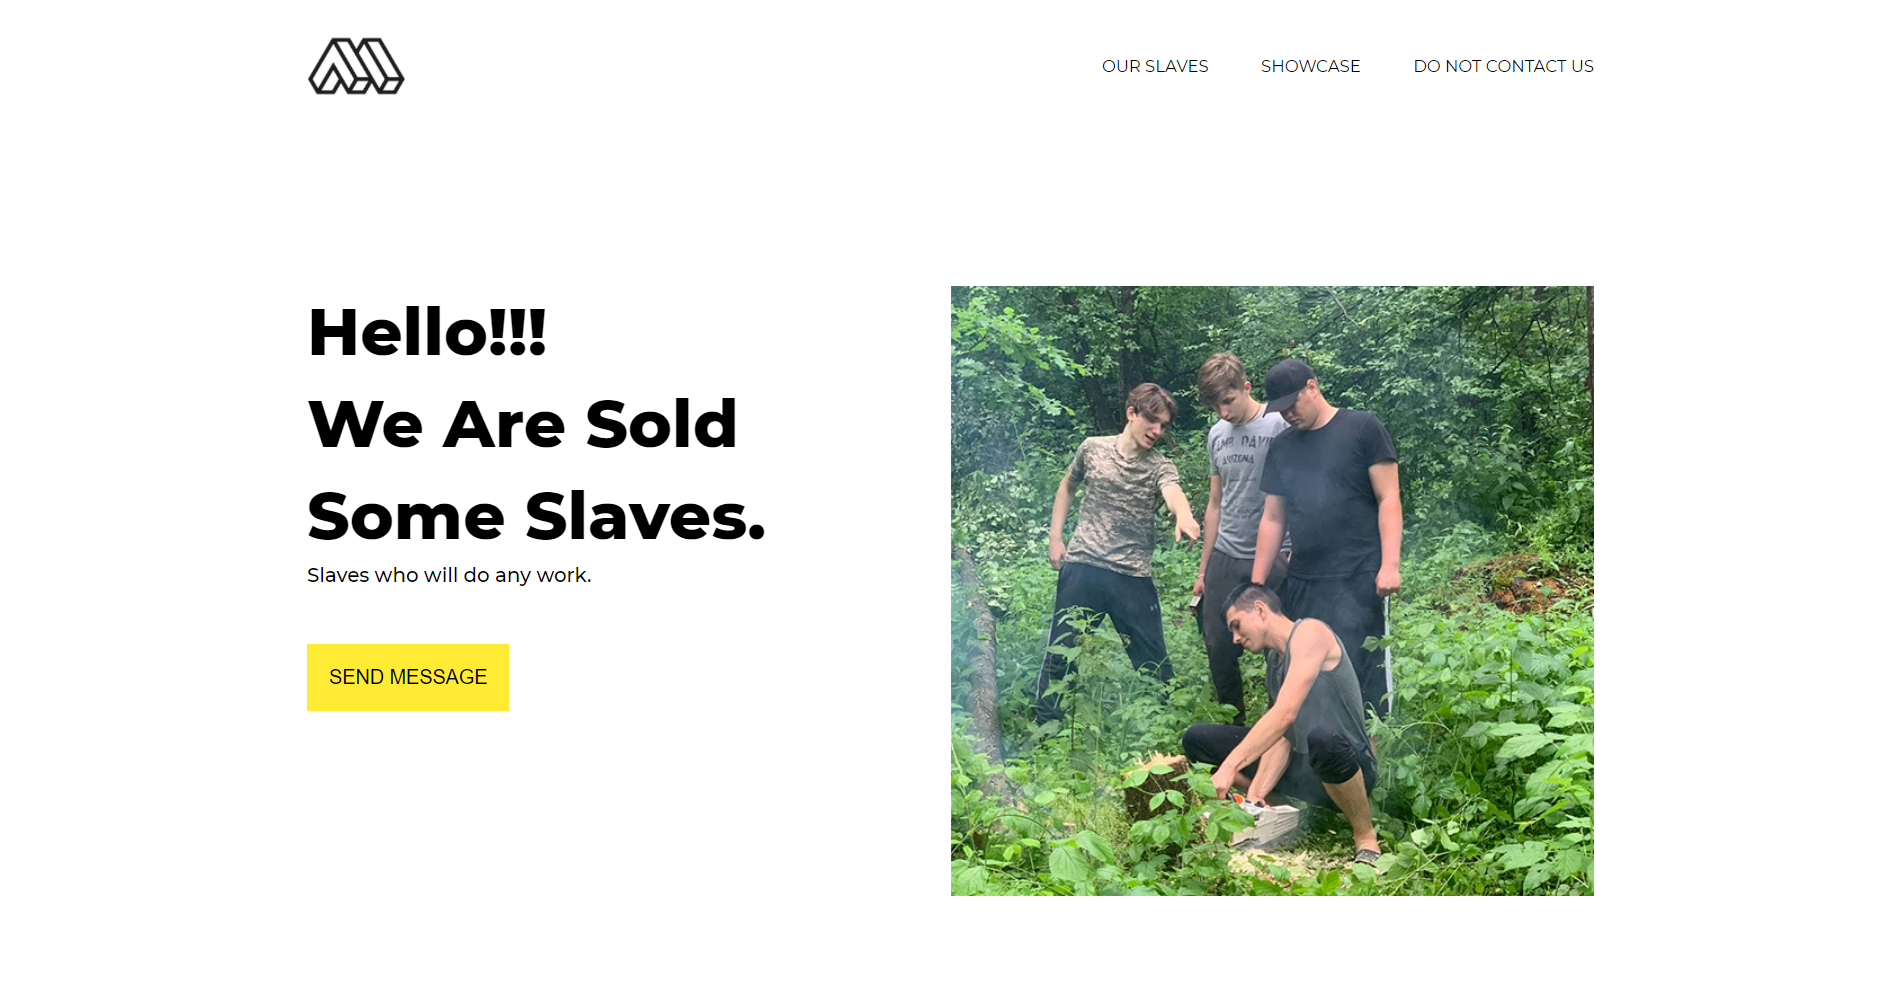 OUR SLAVES
SHOWCASE
DO NOT CONTACT US
Hello!!!
We Are Sold
Some Slaves.
Slaves who will do any work.
SEND MESSAGE
ARIZONA